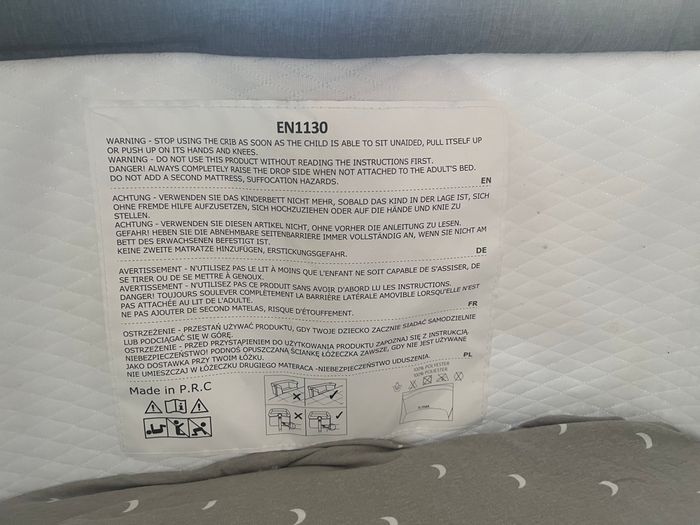 EN1130
WARNING - STOP USING THE CRIB AS SOON AS THE CHILD IS ABLE TO SIT UNAIDED, PULL ITSELF UP
OR PUSH UP ON ITS HANDS AND KNEES.
WARNING - DO NOT USE THIS PRODUCT WITHOUT READING THE INSTRUCTIONS FIRST.
DANGER! ALWAYS COMPLETELY RAISE THE DROP SIDE WHEN NOT ATTACHED TO THE ADULT'S BED.
DO NOT ADD A SECOND MATTRESS, SUFFOCATION HAZARDS.
EN
ACHTUNG - VERWENDEN SIE DAS KINDERBETT NICHT MEHR, SOBALD DAS KIND IN DER LAGE IST, SICH
OHNE FREMDE HILFE AUFZUSETZEN, SICH HOCHZUZIEHEN ODER AUF DIE HÄNDE UND KNIE ZU
STELLEN.
ACHTUNG - VERWENDEN SIE DIESEN ARTIKEL NICHT, OHNE VORHER DIE ANLEITUNG ZU LESEN.
GEFAHR! HEBEN SIE DIE ABNEHMBARE SEITENBARRIERE IMMER VOLLSTÄNDIG AN, WENN SIE NICHT AM
BETT DES ERWACHSENEN BEFESTIGT IST.
KEINE ZWEITE MATRATZE HINZUFÜGEN, ERSTICKUNGSGEFAHR.
DE
AVERTISSEMENT - N'UTILISEZ PAS LE LIT À MOINS QUE L'ENFANT NE SOIT CAPABLE DE S'ASSISER, DE
SE TIRER OU DE SE METTRE À GENOUX.
AVERTISSEMENT - N'UTILISEZ PAS CE PRODUIT SANS AVOIR D'ABORD LU LES INSTRUCTIONS.
DANGER! TOUJOURS SOULEVER COMPLÈTEMENT LA BARRIÈRE LATÉRALE AMOVIBLE LORSQU'ELLE N'EST
PAS ATTACHÉE AU LIT DE L'ADULTE.
NE PAS AJOUTER DE SECOND MATELAS, RISQUE D'ÉTOUFFEMENT.
FR
OSTRZEŻENIE - PRZESTAŃ UŻYWAĆ PRODUKTU, GDY TWOJE DZIECKO ZACZNIE SIADAĆ SAMODZIELNIE
LUB PODCIĄGAĆ SIĘ W GÓRĘ.
OSTRZEŻENIE - PRZED PRZYSTĄPIENIEM DO UŻYTKOWANIA PRODUKTU ZAPOZNAJ SIĘ Z INSTRUKCJĄ.
NIEBEZPIECZEŃSTWO! PODNOŚ OPUSZCZANĄ ŚCIANKĘ ŁÓŻECZKA ZAWSZE, GDY NIE JEST UŻYWANE
JAKO DOSTAWKA PRZY TWOIM ŁÓŻKU.
NIE UMIESZCZAJ W ŁÓŻECZKU DRUGIEGO MATERACA -NIEBEZPIECZEŃSTWO UDUSZENIA.
PL
Made in P.R.C
100% POLYESTER
100% POLIESTER